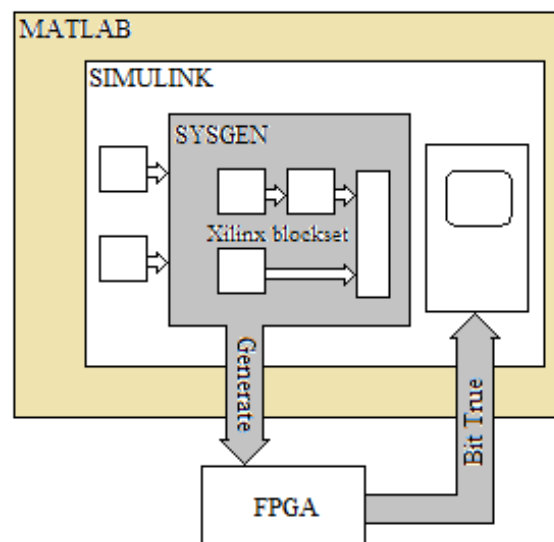 MATLAB
SIMULINK
SYSGEN
Xilinx blockset
Generate
Bit True
FPGA